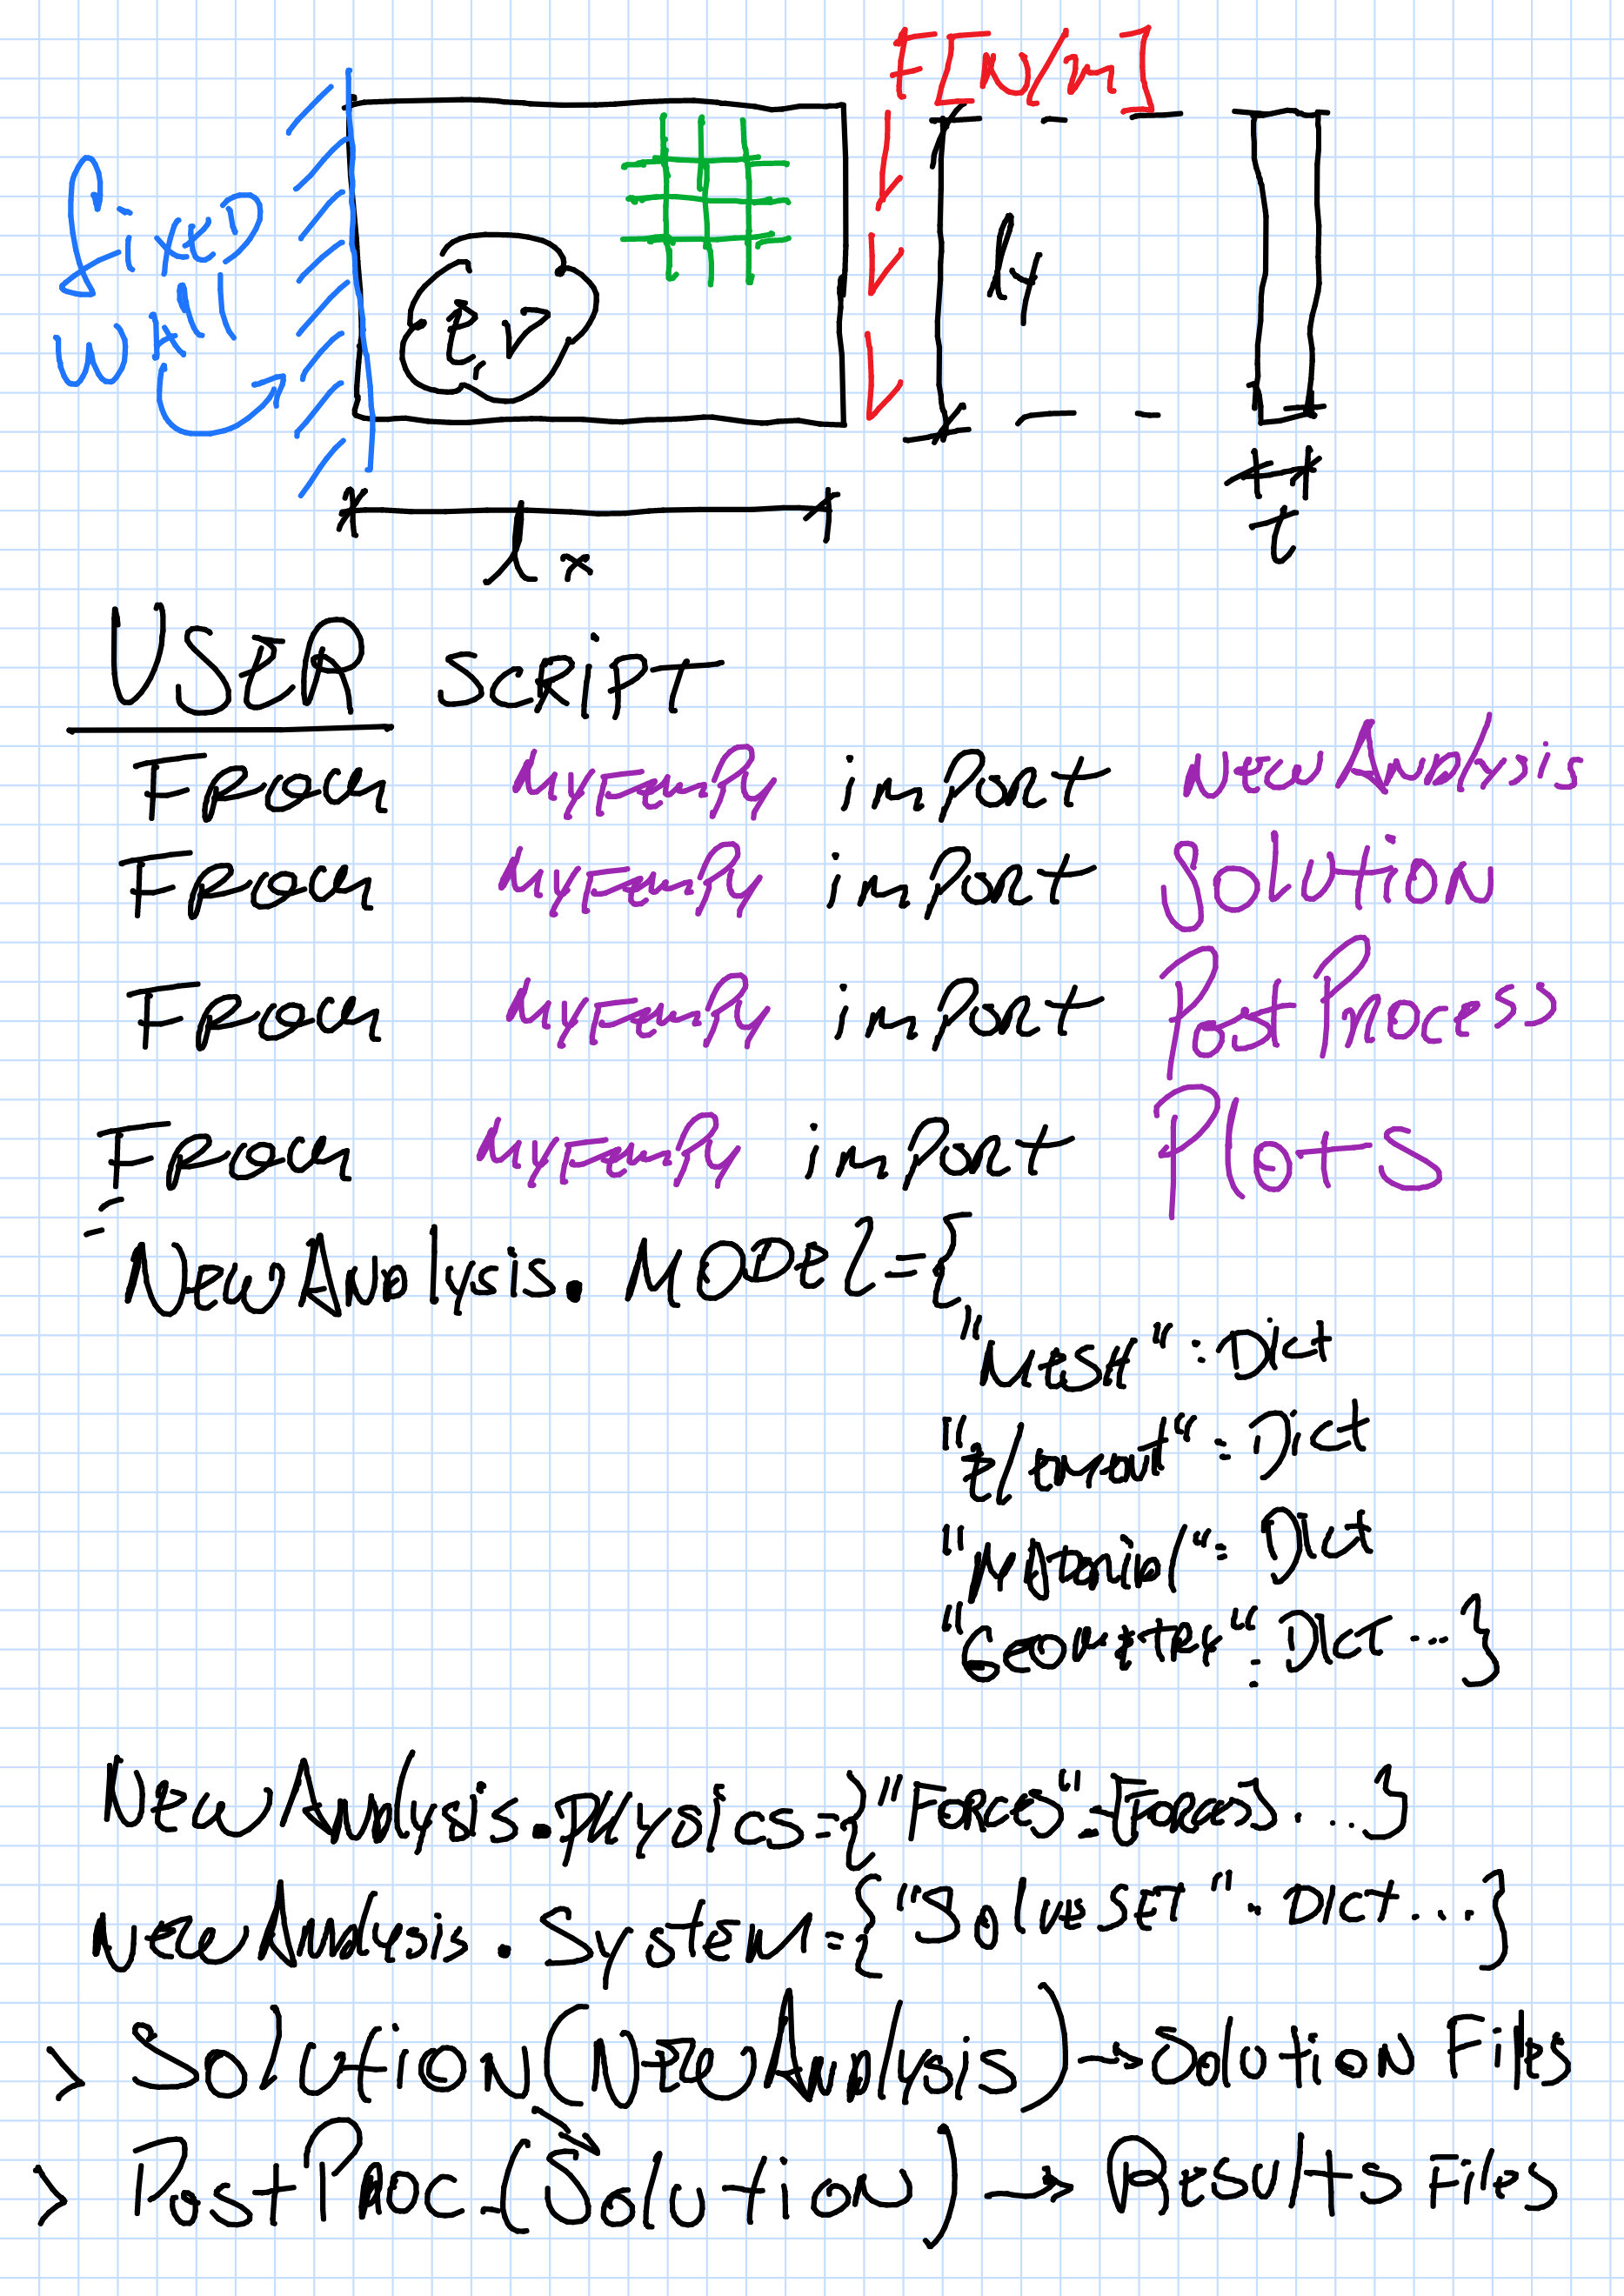 F[N/m]
fixed
wall
E, ν
ly
lx
t
USER SCRiPT
From MyFEMPy imPort NewAnalysis
From MyFEMPy imPort Solution
From MyFEMPy imPort PostProcess
From MyFEMPy imPort Plots
NewAnalysis.MODEl={
"MESH": Dict
"Element": Dict
"Material": Dict
"Geometry": Dict ...}
NewAnalysis.Physics={"Forces":{Forces}...}
NewAnalysis.System={"SolveSET": Dict...}
> Solution(NewAnalysis)→Solution Files
> PostProc.(Solution)→Results Files